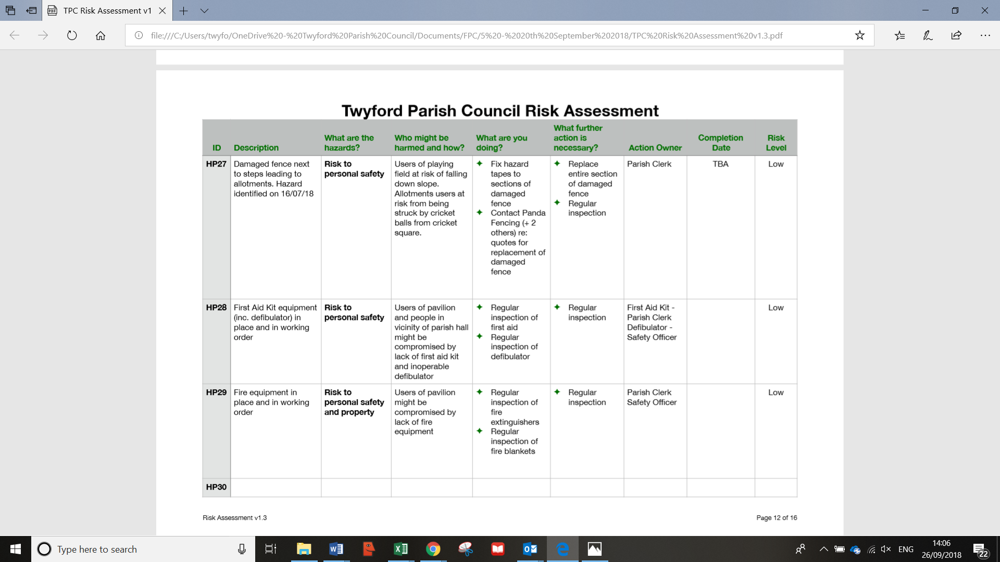 TPC Risk Assessment v1
file:///C:/Users/twyfo/OneDrive%20-%20Twyford%20Parish%20Council/Documents/FPC/5%20-%2020th%20September%202018/TPC%20Risk%20Assessment%20v1.3.pdf
Twyford Parish Council Risk Assessment
ID
Description
What are the
hazards?
Who might be
harmed and how?
What are you
doing?
What further
action is
necessary?
Action Owner
Completion
Date
Risk
Level
HP27
Damaged fence next
to steps leading to
allotments. Hazard
identified on 16/07/18
Risk to
personal safety
Users of playing
field at risk of falling
down slope.
Allotments users at
risk from being
struck by cricket
balls from cricket
square.
Fix hazard
tapes to
sections of
damaged
fence
Contact Panda
Fencing (+ 2
others) re:
quotes for
replacement of
damaged
fence
Replace
entire section
of damaged
fence
Regular
inspection
Parish Clerk
TBA
Low
HP28
First Aid Kit equipment
(inc. defibulator) in
place and in working
order
Risk to
personal safety
Users of pavilion
and people in
vicinity of parish hall
might be
compromised by
lack of first aid kit
and inoperable
defibulator
Regular
inspection of
first aid
Regular
inspection of
defibulator
Regular
inspection
First Aid Kit -
Parish Clerk
Defibulator -
Safety Officer
Low
HP29
Fire equipment in
place and in working
order
Risk to
personal safety
and property
Users of pavilion
might be
compromised by
lack of fire
equipment
Regular
inspection of
fire
extinguishers
Regular
inspection of
fire blankets
Regular
inspection
Parish Clerk
Safety Officer
Low
HP30
Risk Assessment v1.3
Page 12 of 16
Type here to search
ENG
14:06
26/09/2018
22